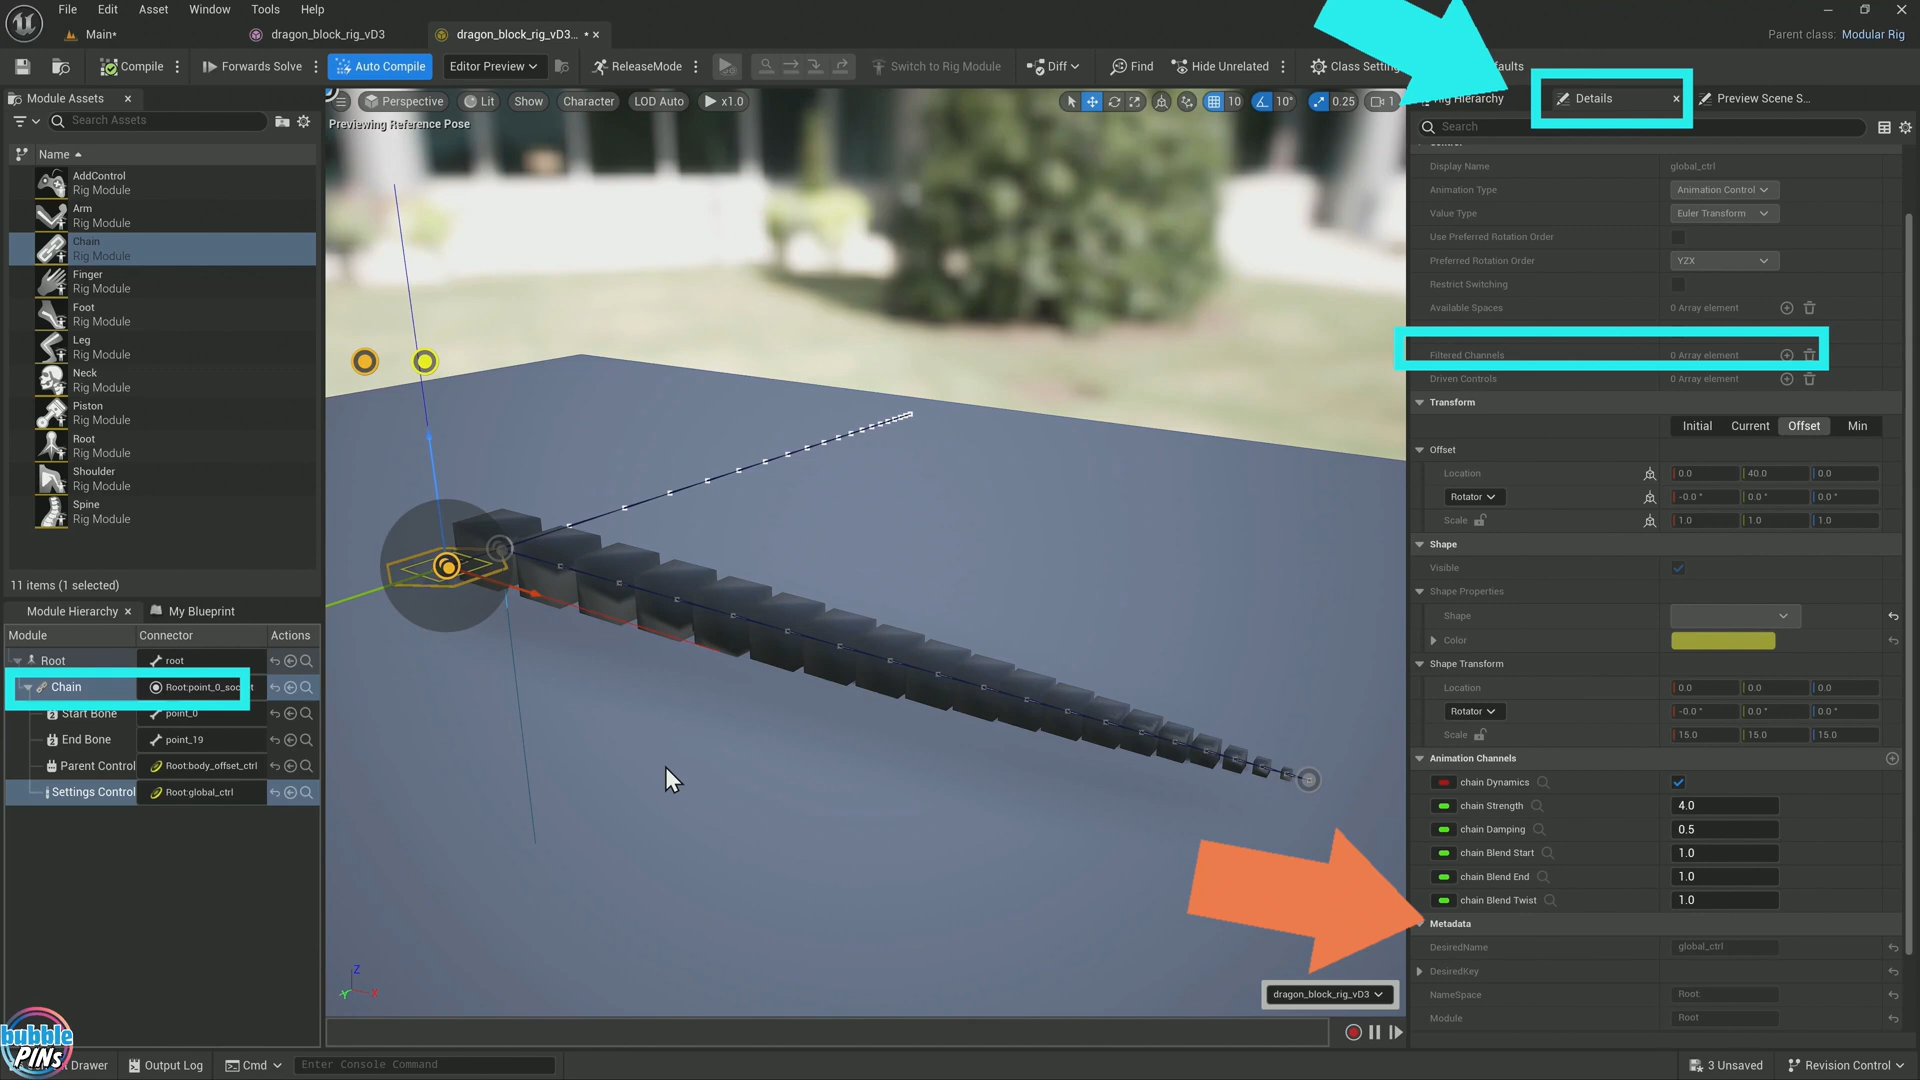 File Edit Asset Window Tools Help
Main* dragon_block_rig_vD3 dragon_block_rig_vD3... *
Parent class: Modular Rig
Compile Forwards Solve Auto Compile Editor Preview ReleaseMode Switch to Rig Module Diff Find Hide Unrelated Class Setting
Module Assets
Perspective Lit Show Character LOD Auto x1.0 10 10° 0.25 1
Rig Hierarchy Details Preview Scene S...
Search Assets
Previewing Reference Pose
Search
Name
AddControl
Rig Module
Arm
Rig Module
Chain
Rig Module
Finger
Rig Module
Foot
Rig Module
Leg
Rig Module
Neck
Rig Module
Piston
Rig Module
Root
Rig Module
Shoulder
Rig Module
Spine
Rig Module
11 items (1 selected)
Module Hierarchy My Blueprint
Module Connector Actions
Root root
Chain Root:point_0_soc
Start Bone point_0
End Bone point_19
Parent Control Root:body_offset_ctrl
Settings Control Root:global_ctrl
Display Name global_ctrl
Animation Type Animation Control
Value Type Euler Transform
Use Preferred Rotation Order
Preferred Rotation Order YZX
Restrict Switching
Available Spaces 0 Array element
Filtered Channels 0 Array element
Driven Controls 0 Array element
Transform
Initial Current Offset Min
Offset
Location 0.0 40.0 0.0
Rotator -0.0 ° 0.0 ° 0.0 °
Scale 1.0 1.0 1.0
Shape
Visible
Shape Properties
Shape
Color
Shape Transform
Location 0.0 0.0 0.0
Rotator -0.0 ° 0.0 ° 0.0 °
Scale 15.0 15.0 15.0
Animation Channels
chain Dynamics
chain Strength 4.0
chain Damping 0.5
chain Blend Start 1.0
chain Blend End 1.0
chain Blend Twist 1.0
Metadata
DesiredName global_ctrl
DesiredKey
NameSpace Root:
Module Root
Z
Y X
dragon_block_rig_vD3
bubble
PINS
Drawer Output Log Cmd Enter Console Command 3 Unsaved Revision Control